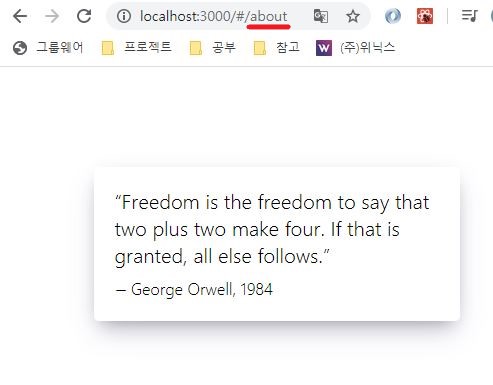 localhost:3000/#/about
그룹웨어 프로젝트 공부 참고 W (주)위닉스
“Freedom is the freedom to say that
two plus two make four. If that is
granted, all else follows.”
− George Orwell, 1984